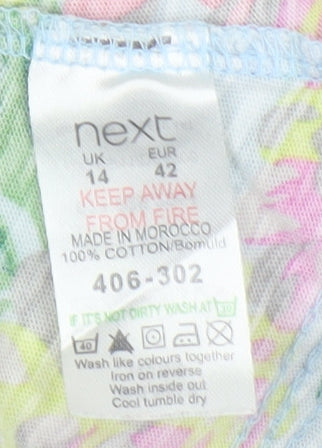 next
UK EUR
14 42
KEEP AWAY
FROM FIRE
MADE IN MOROCCO
100% COTTON/Bomuld
406-302
IF IT'S NOT DIRTY WASH AT 30
40
Wash like colours together
Iron on reverse
Wash inside out
Cool tumble dry